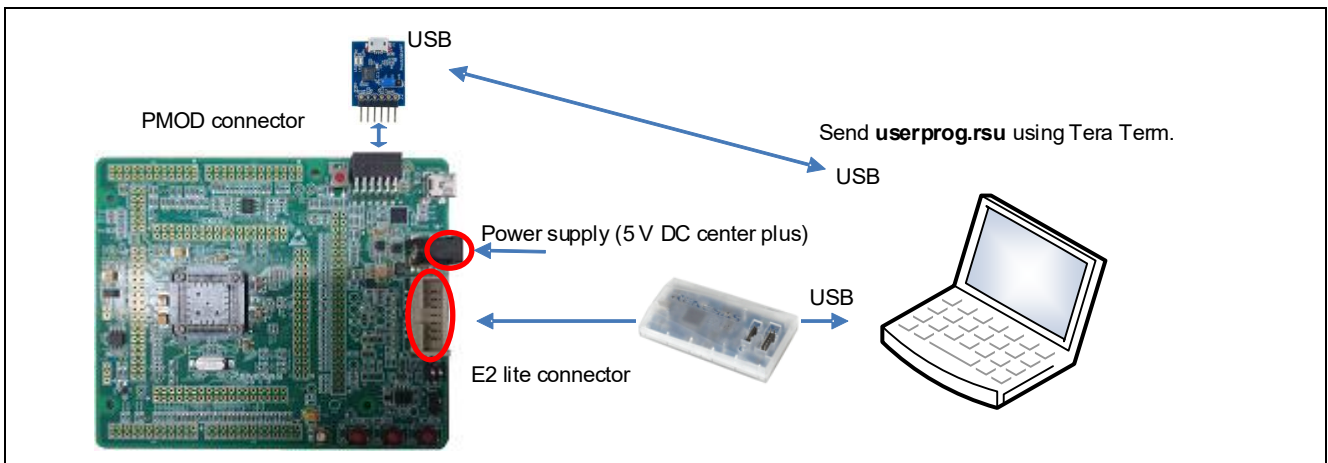 USB
PMOD connector
Send userprog.rsu using Tera Term.
USB
Power supply (5 V DC center plus)
USB
E2 lite connector